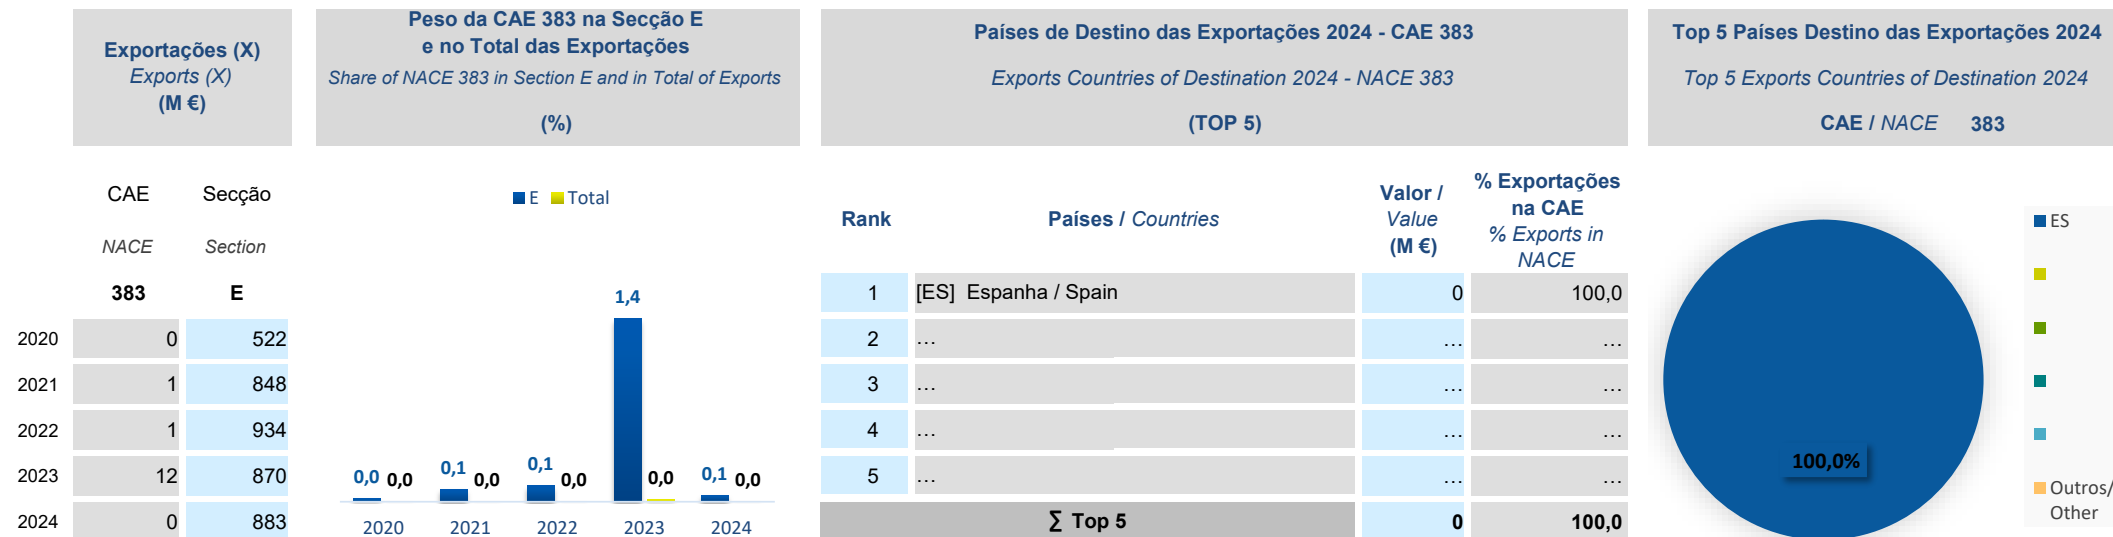 Exportações (X)
Exports (X)
(M €)
CAE Secção
NACE Section
383 E
2020 0 522
2021 1 848
2022 1 934
2023 12 870
2024 0 883
Peso da CAE 383 na Secção E
e no Total das Exportações
Share of NACE 383 in Section E and in Total of Exports
(%)
E Total
0,0 0,0 0,1 0,0 0,1 0,0 1,4 0,0 0,1 0,0
2020 2021 2022 2023 2024
Países de Destino das Exportações 2024 - CAE 383
Exports Countries of Destination 2024 - NACE 383
(TOP 5)
Rank
Países / Countries
Valor /
Value
(M €)
% Exportações
na CAE
% Exports in
NACE
1 [ES] Espanha / Spain 0 100,0
2 … … …
3 … … …
4 … … …
5 … … …
∑ Top 5 0 100,0
Top 5 Países Destino das Exportações 2024
Top 5 Exports Countries of Destination 2024
CAE / NACE 383
100,0%
ES
Outros/
Other